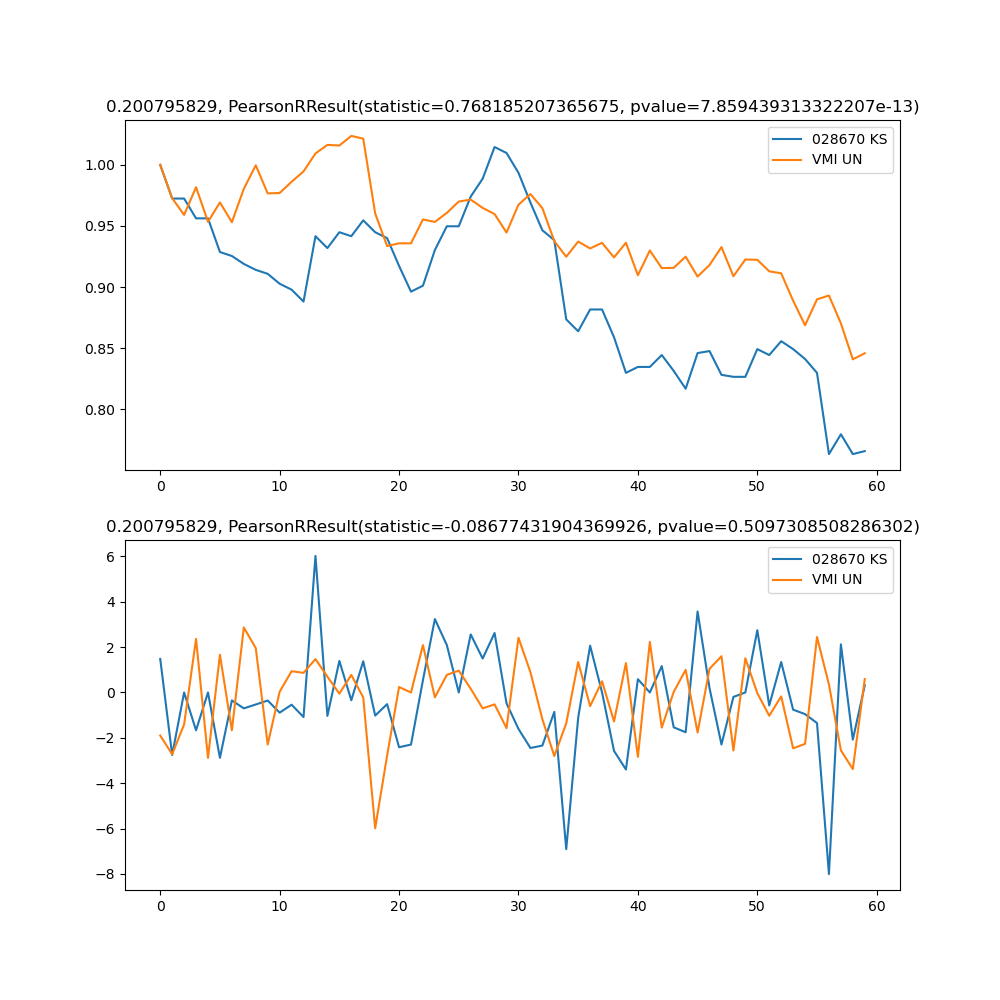 0.200795829, PearsonRResult(statistic=0.768185207365675, pvalue=7.859439313322207e-13)
028670 KS
VMI UN
1.00
0.95
0.90
0.85
0.80
0 10 20 30 40 50 60
0.200795829, PearsonRResult(statistic=-0.08677431904369926, pvalue=0.5097308508286302)
028670 KS
VMI UN
6
4
2
0
−2
−4
−6
−8
0 10 20 30 40 50 60